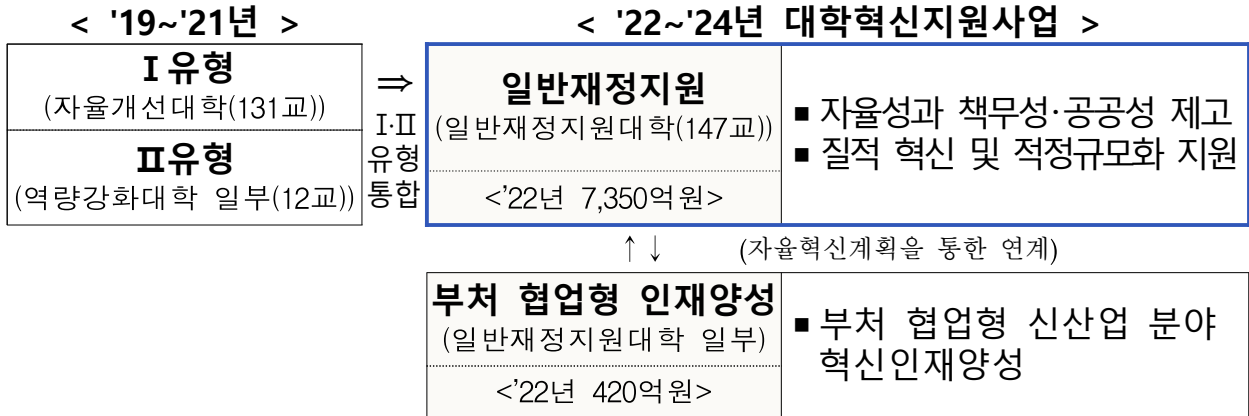 < '19~'21년 >
Ⅰ유형
(자율개선대학(131교))
Ⅱ유형
(역량강화대학 일부(12교))
⇒
Ⅰ·Ⅱ
유형
통합
< '22~'24년 대학혁신지원사업 >
일반재정지원
(일반재정지원대학(147교))
<'22년 7,350억원>
■ 자율성과 책무성·공공성 제고
■ 질적 혁신 및 적정규모화 지원
↑↓ (자율혁신계획을 통한 연계)
부처 협업형 인재양성
(일반재정지원대학 일부)
<'22년 420억원>
■ 부처 협업형 신산업 분야
혁신인재양성